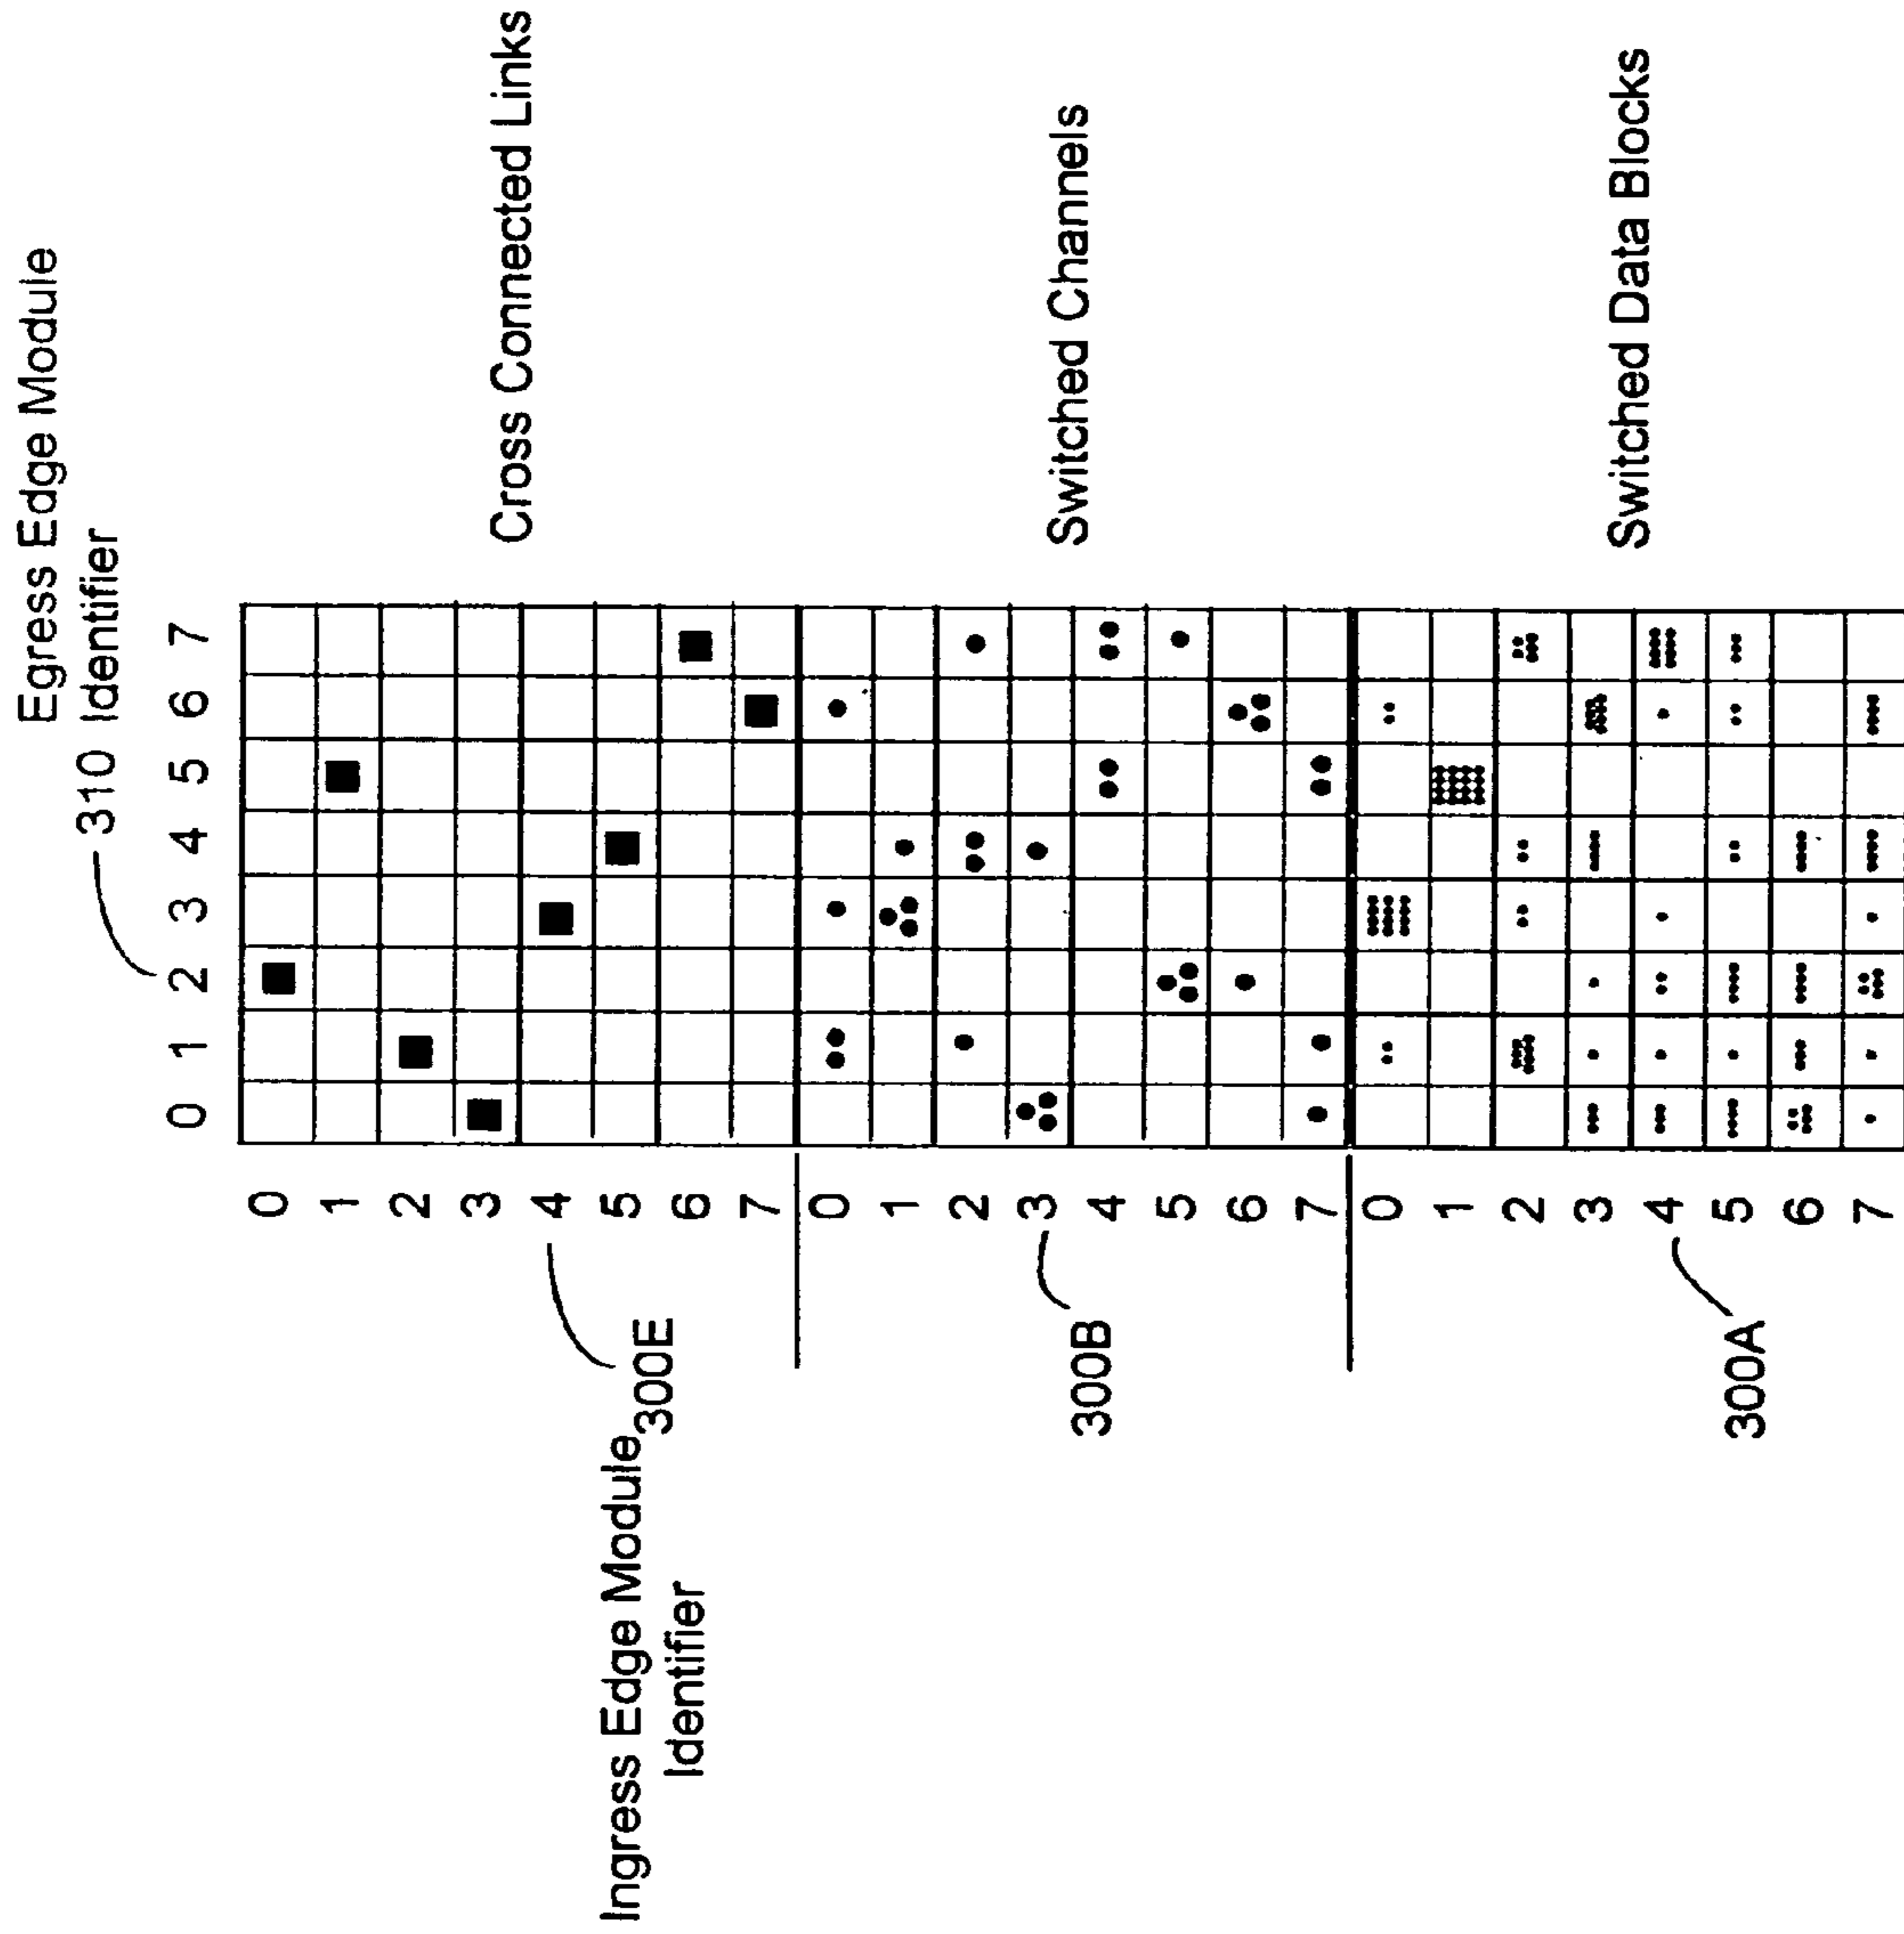 Egress Edge Module
310 Identifier
0 1 2 3 4 5 6 7
Ingress Edge Module
Identifier
300E
0
1
2
3
4
5
6
7
Cross Connected Links
300B
0
1
2
3
4
5
6
7
Switched Channels
300A
0
1
2
3
4
5
6
7
Switched Data Blocks